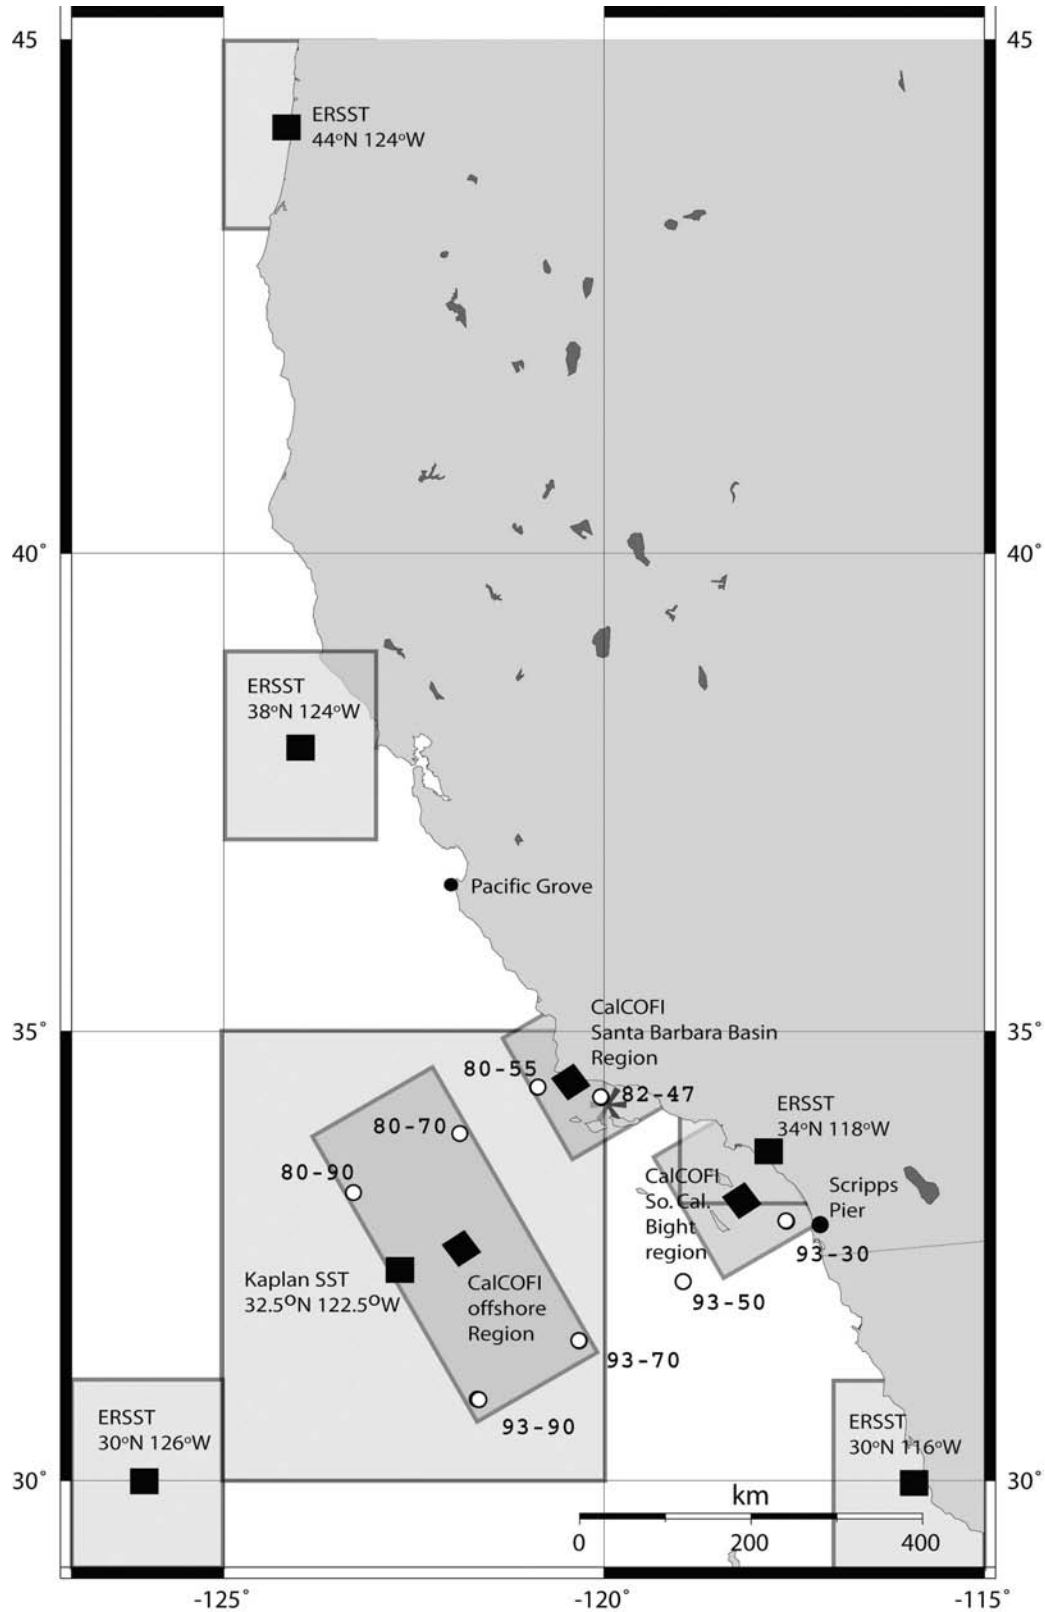 45
45
ERSST
44°N 124°W
40°
40°
ERSST
38°N 124°W
Pacific Grove
35°
35°
CalCOFI
Santa Barbara Basin
Region
80-55
82-47
ERSST
34°N 118°W
80-70
80-90
CalCOFI
So. Cal.
Bight
region
Scripps
Pier
93-30
Kaplan SST
32.5°N 122.5°W
CalCOFI
offshore
Region
93-50
93-70
93-90
ERSST
30°N 126°W
ERSST
30°N 116°W
30°
30°
km
0
200
400
-125°
-120°
-115°